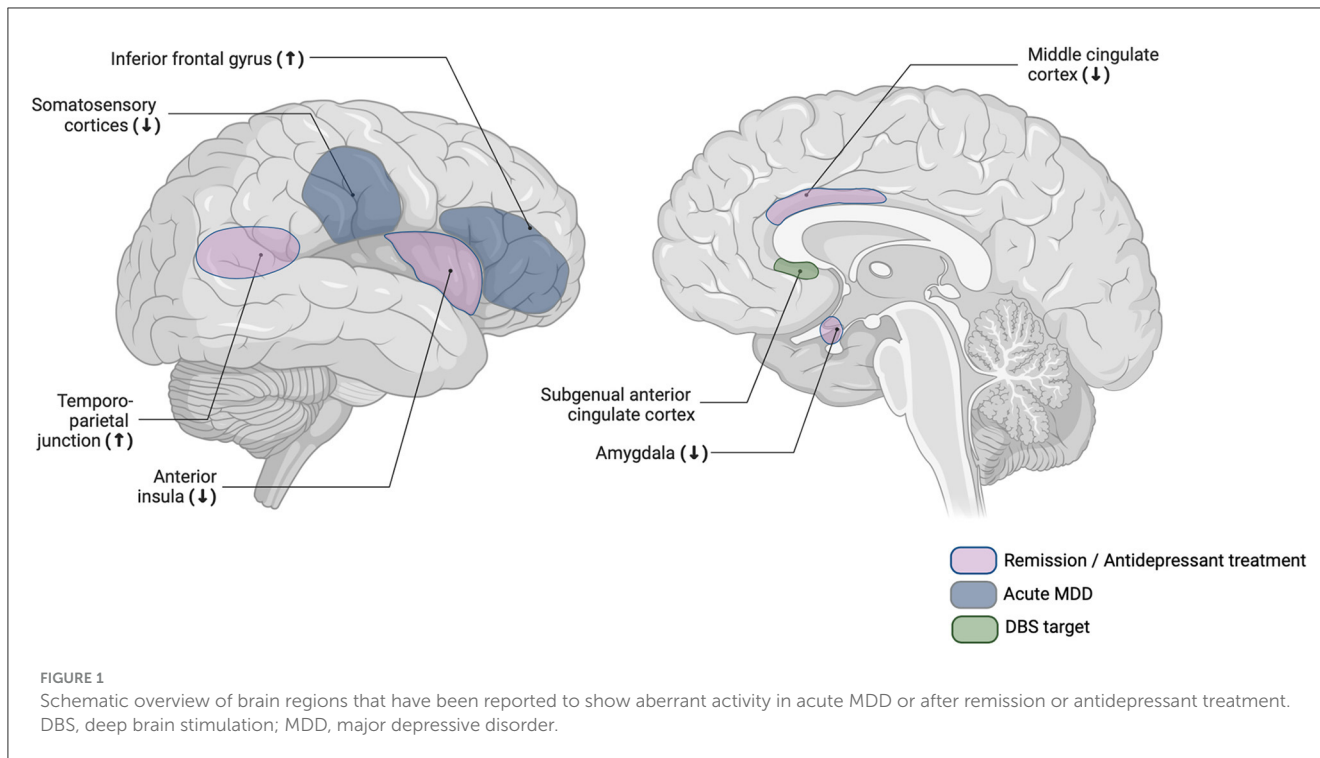 Inferior frontal gyrus (↑)
Somatosensory
cortices (↓)
Temporo-
parietal
junction (↑)
Anterior
insula (↓)
Middle cingulate
cortex (↓)
Subgenual anterior
cingulate cortex
Amygdala (↓)
Remission / Antidepressant treatment
Acute MDD
DBS target
FIGURE 1
Schematic overview of brain regions that have been reported to show aberrant activity in acute MDD or after remission or antidepressant treatment.
DBS, deep brain stimulation; MDD, major depressive disorder.